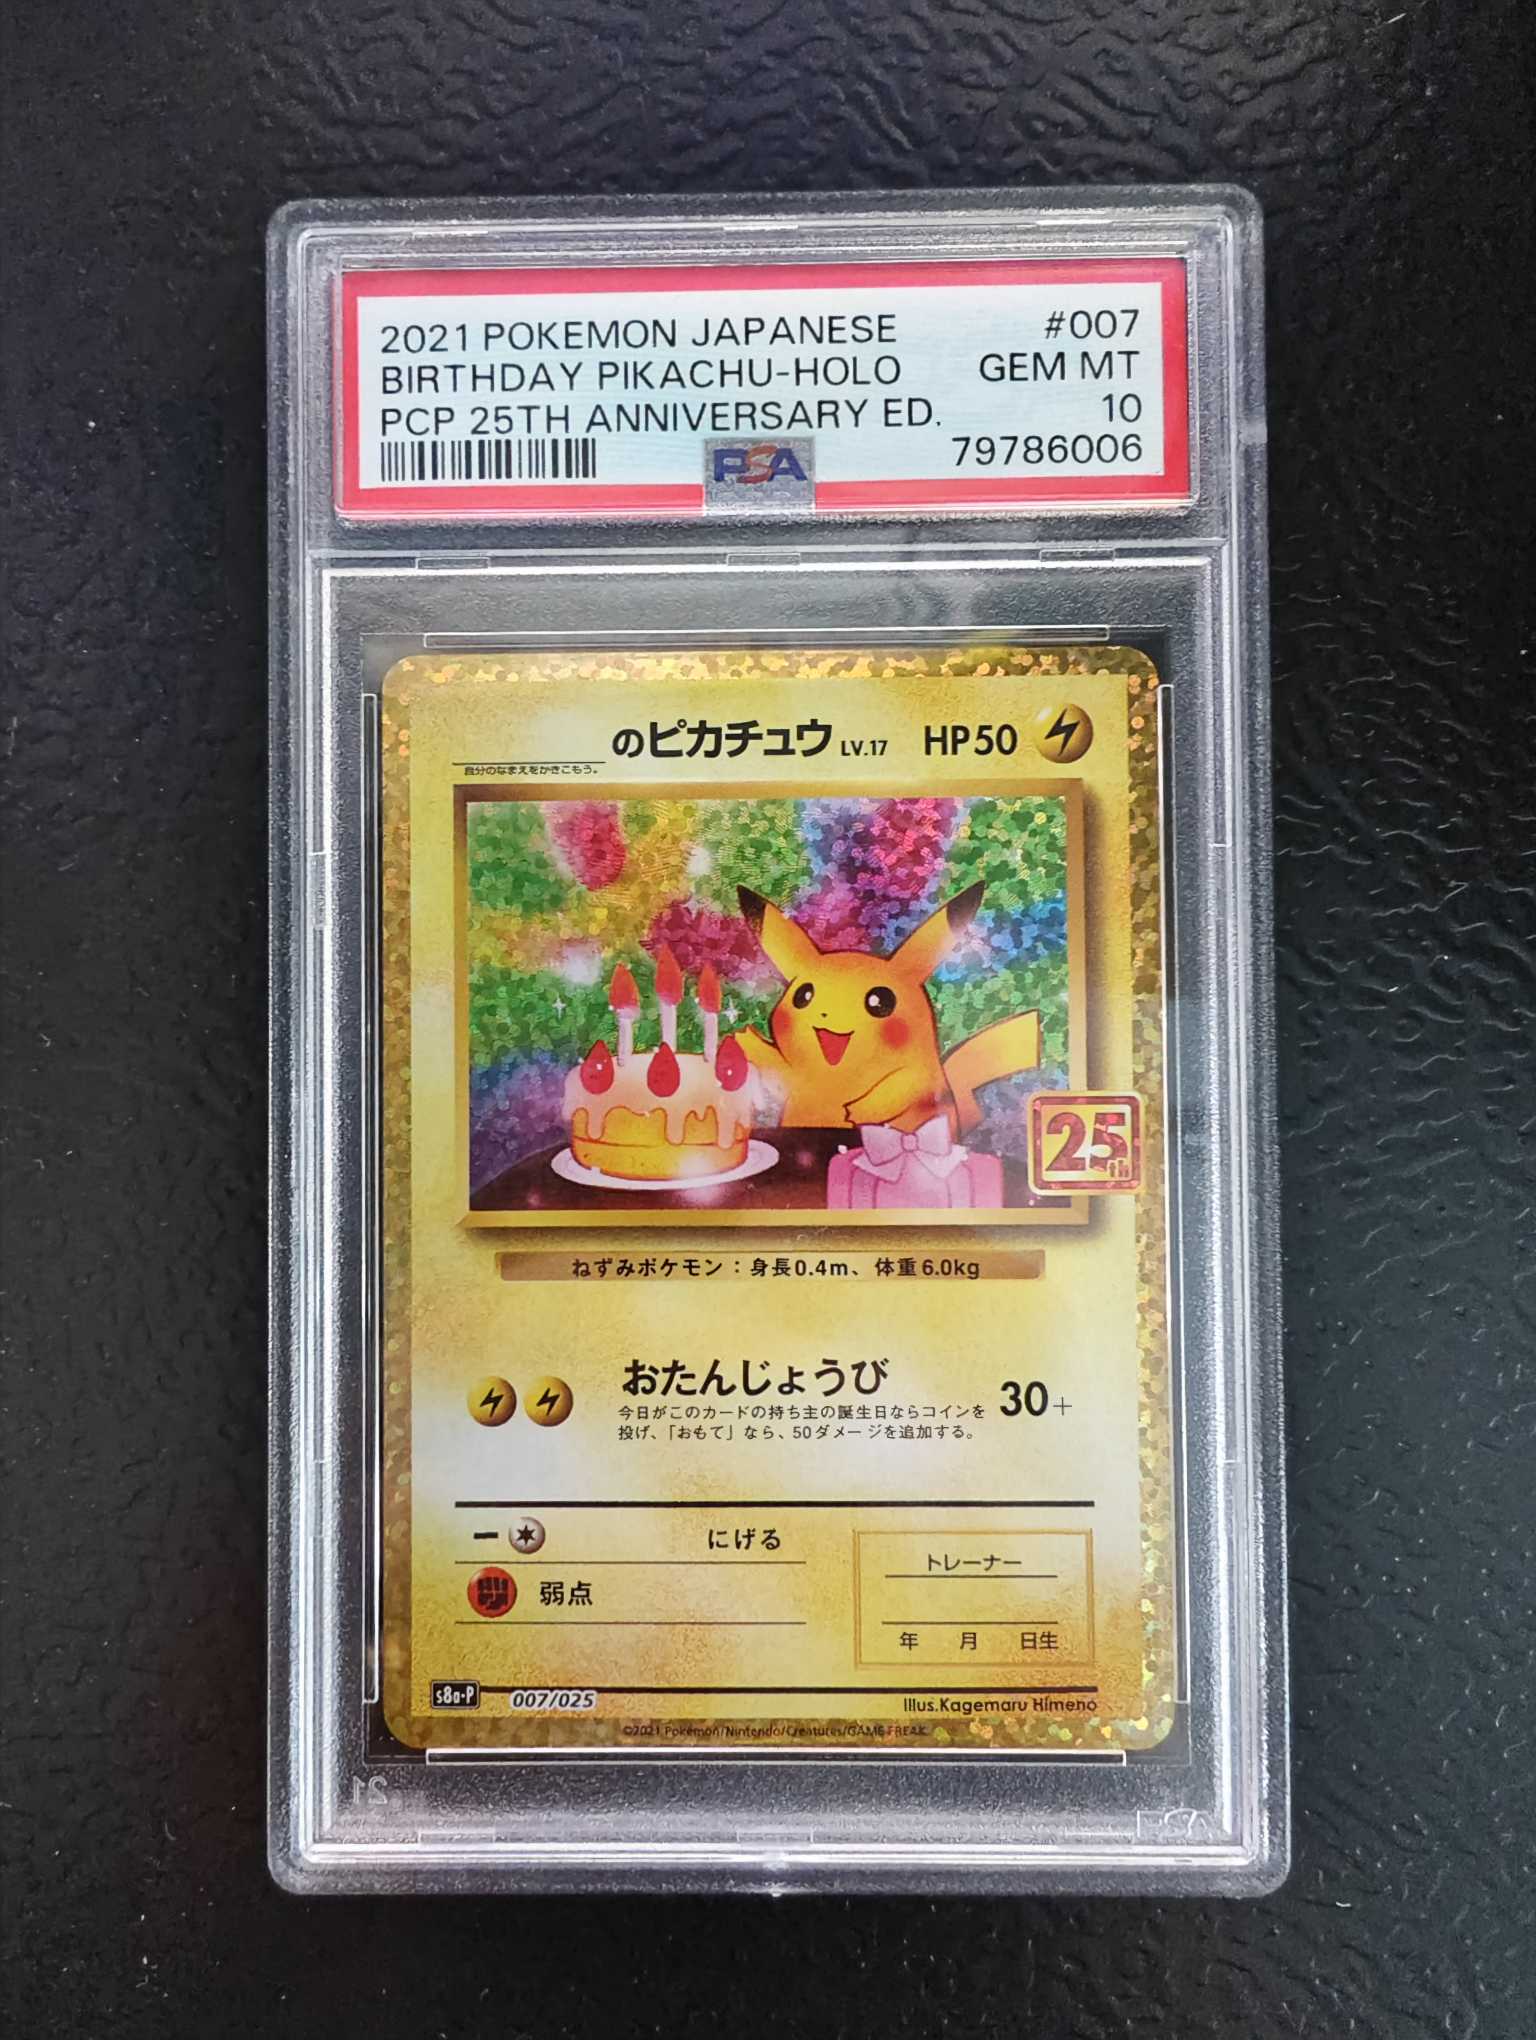 2021 POKEMON JAPANESE #007
BIRTHDAY PIKACHU-HOLO GEM MT
PCP 25TH ANNIVERSARY ED. 10
PSA 79786006
のピカチュウ LV.17 HP50
自分のなまえをかきこもう。
25th
ねずみポケモン：身長0.4m、体重6.0kg
おたんじょうび 30+
今日がこのカードの持ち主の誕生日ならコインを
投げ、「おもて」なら、50ダメージを追加する。
ー にげる
弱点
トレーナー
年 月 日生
s8a-P 007/025 Illus.Kagemaru Himeno
©2021 Pokémon/Nintendo/Creatures/GAME FREAK